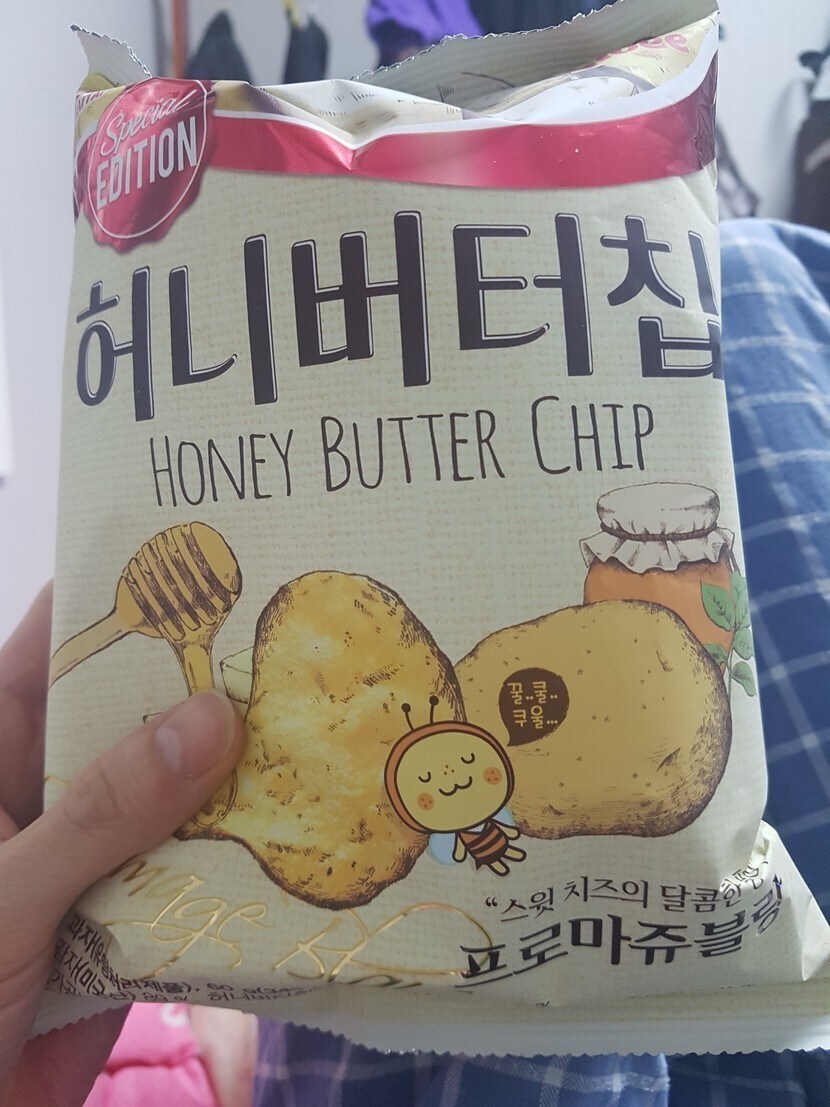 Special
EDITION
허니버터칩
HONEY BUTTER CHIP
꿀..쿨..
쿠울...
“스윗 치즈의 달콤한
프로마쥬블랑
60 g